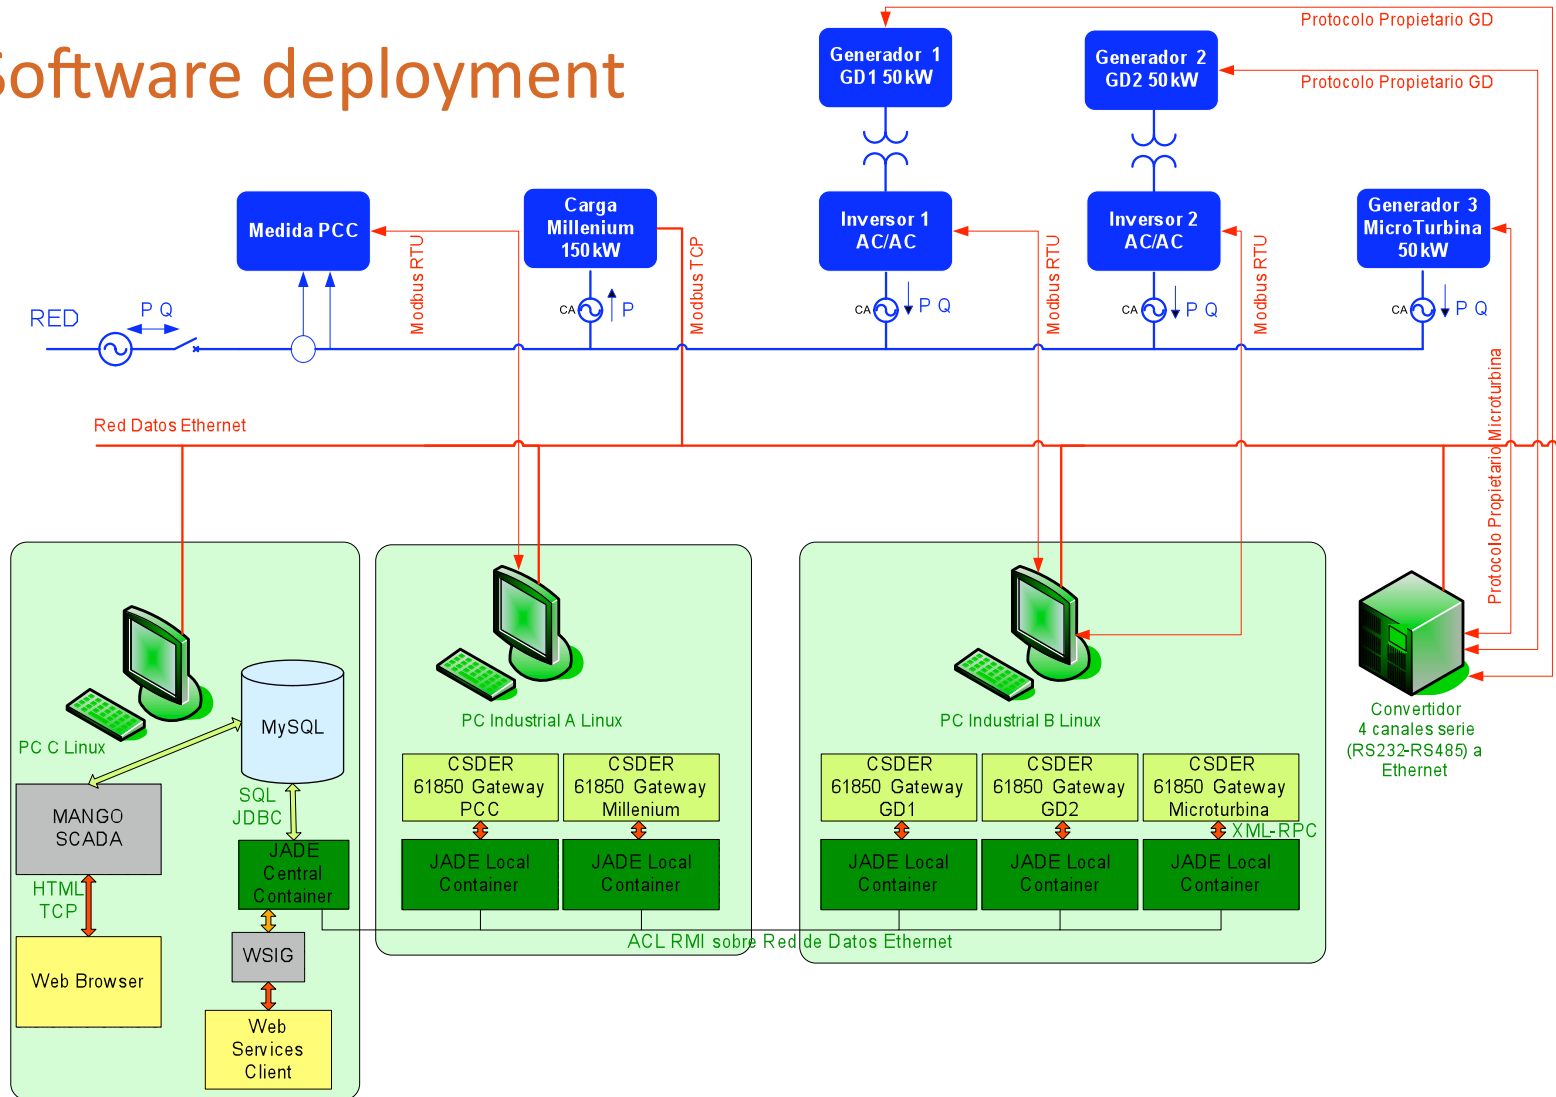 Software deployment
Protocolo Propietario GD
Protocolo Propietario GD
Generador 1
GD1 50kW
Generador 2
GD2 50kW
Medida PCC
Carga
Millenium
150kW
Inversor 1
AC/AC
Inversor 2
AC/AC
Generador 3
MicroTurbina
50kW
Modbus RTU
Modbus TCP
Modbus RTU
Modbus RTU
RED
P Q
CA
P
CA
P Q
CA
P Q
CA
P Q
Protocolo Propietario Microturbina
Red Datos Ethernet
PC C Linux
MySQL
PC Industrial A Linux
PC Industrial B Linux
Convertidor
4 canales serie
(RS232-RS485) a
Ethernet
MANGO
SCADA
SQL
JDBC
CSDER
61850 Gateway
PCC
CSDER
61850 Gateway
Millenium
CSDER
61850 Gateway
GD1
CSDER
61850 Gateway
GD2
CSDER
61850 Gateway
Microturbina
XML-RPC
JADE
Central
Container
JADE Local
Container
JADE Local
Container
JADE Local
Container
JADE Local
Container
JADE Local
Container
HTML
TCP
ACL RMI sobre Red de Datos Ethernet
WSIG
Web Browser
Web
Services
Client